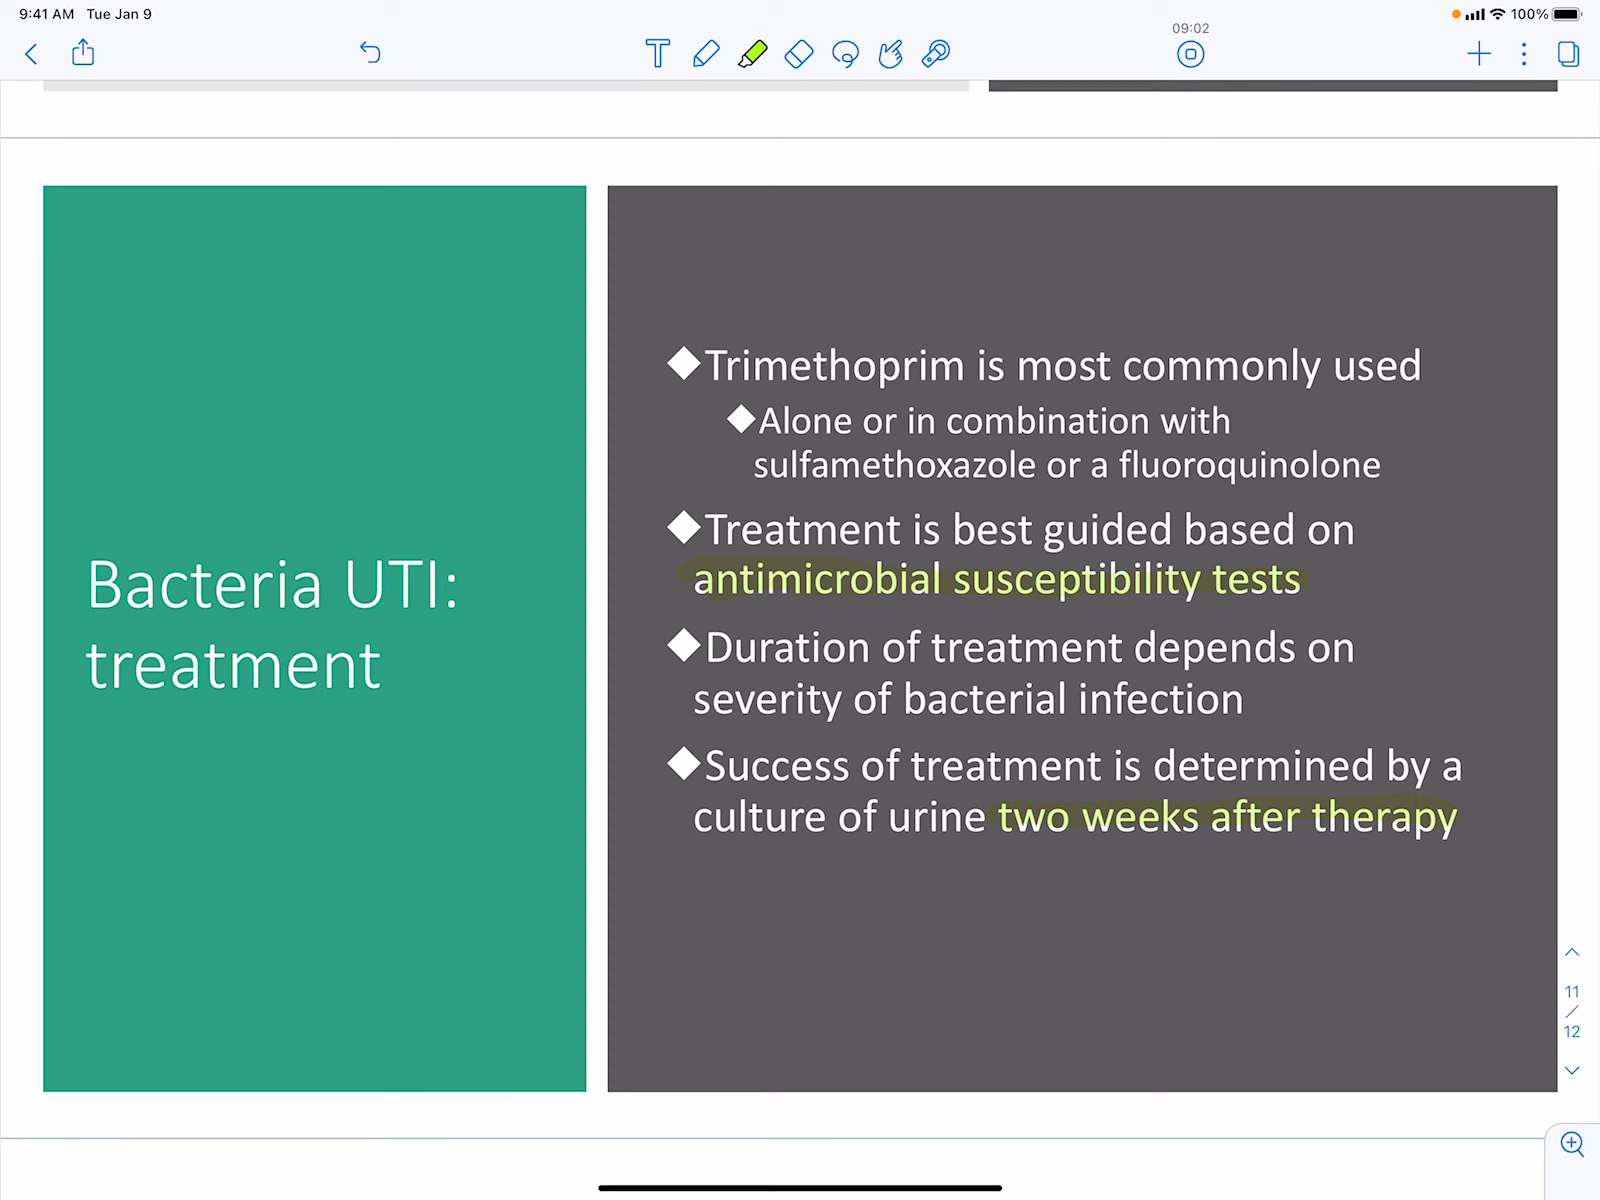 9:41 AM Tue Jan 9
100%
09:02
Bacteria UTI:
treatment
Trimethoprim is most commonly used
Alone or in combination with
sulfamethoxazole or a fluoroquinolone
Treatment is best guided based on
antimicrobial susceptibility tests
Duration of treatment depends on
severity of bacterial infection
Success of treatment is determined by a
culture of urine two weeks after therapy
11
/
12